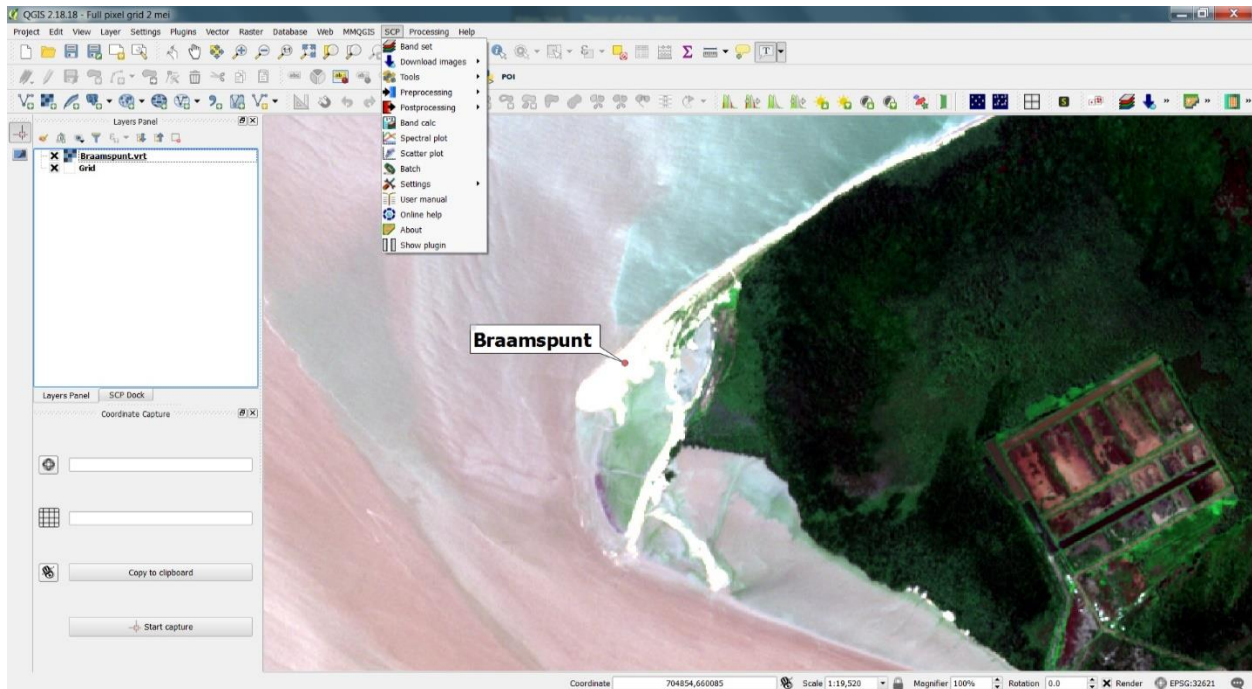 QGIS 2.18.18 - Full pixel grid 2 mei
Project Edit View Layer Settings Plugins Vector Raster Database Web MMQGIS SCP Processing Help
Band set
Download images
Tools
Preprocessing
Postprocessing
Band calc
Spectral plot
Scatter plot
Batch
Settings
User manual
Online help
About
Show plugin
POI
Layers Panel
Braamspunt.vrt
Grid
Layers Panel SCP Dock
Coordinate Capture
Copy to clipboard
Start capture
Braamspunt
Coordinate 704854,660085 Scale 1:19,520 Magnifier 100% Rotation 0.0 Render EPSG:32621